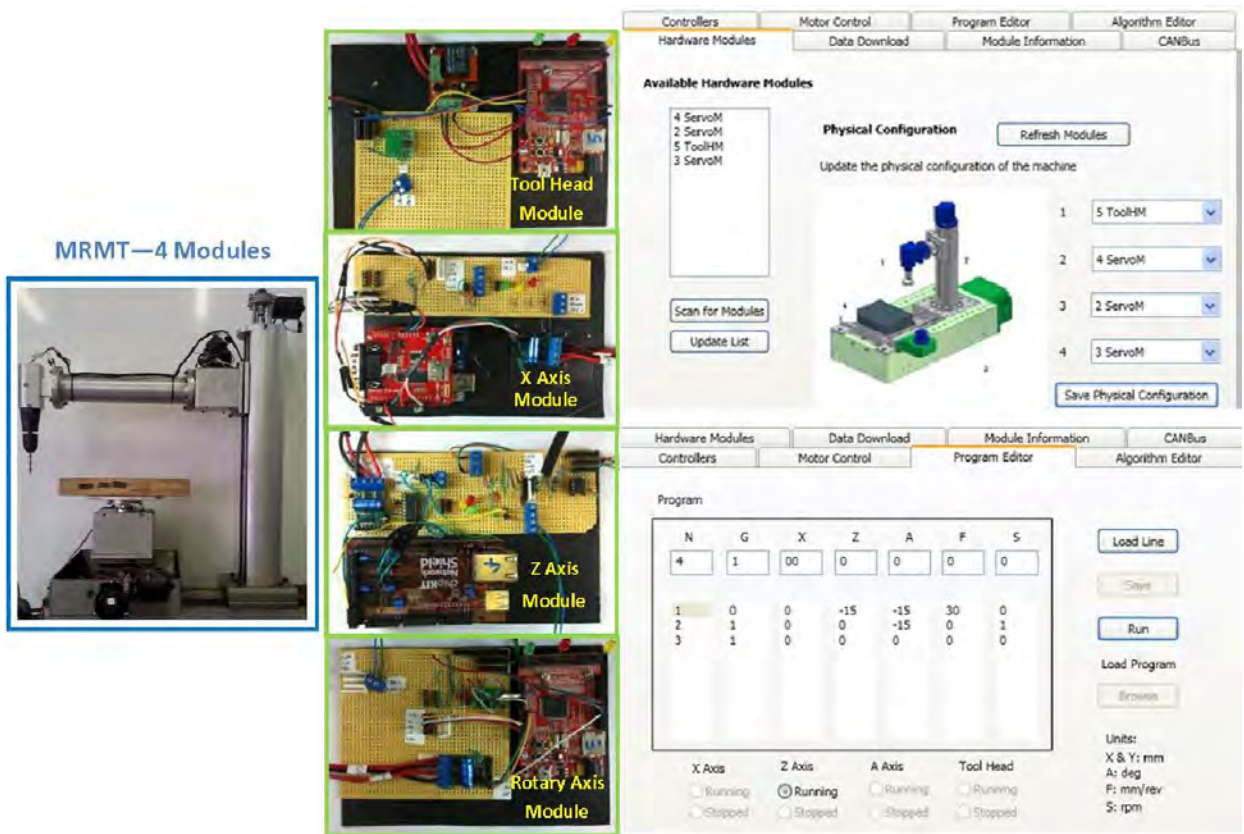 MRMT—4 Modules
Tool Head
Module
X Axis
Module
chipKIT
Network
Shield
Z Axis
Module
Rotary Axis
Module
Controllers
Motor Control
Program Editor
Algorithm Editor
Hardware Modules
Data Download
Module Information
CANBus
Available Hardware Modules
4 ServoM
2 ServoM
5 ToolHM
3 ServoM
Physical Configuration
Refresh Modules
Update the physical configuration of the machine
1 5 ToolHM
2 4 ServoM
3 2 ServoM
4 3 ServoM
Scan for Modules
Update List
Save Physical Configuration
Hardware Modules
Data Download
Module Information
CANBus
Controllers
Motor Control
Program Editor
Algorithm Editor
Program
N G X Z A F S
4 1 00 0 0 0 0
1 0 0 -15 -15 30 0
2 1 0 0 -15 0 1
3 1 0 0 0 0 0
Load Line
Save
Run
Load Program
Browse
Units:
X & Y: mm
A: deg
F: mm/rev
S: rpm
X Axis
Z Axis
A Axis
Tool Head
Running
Running
Running
Running
Stopped
Stopped
Stopped
Stopped